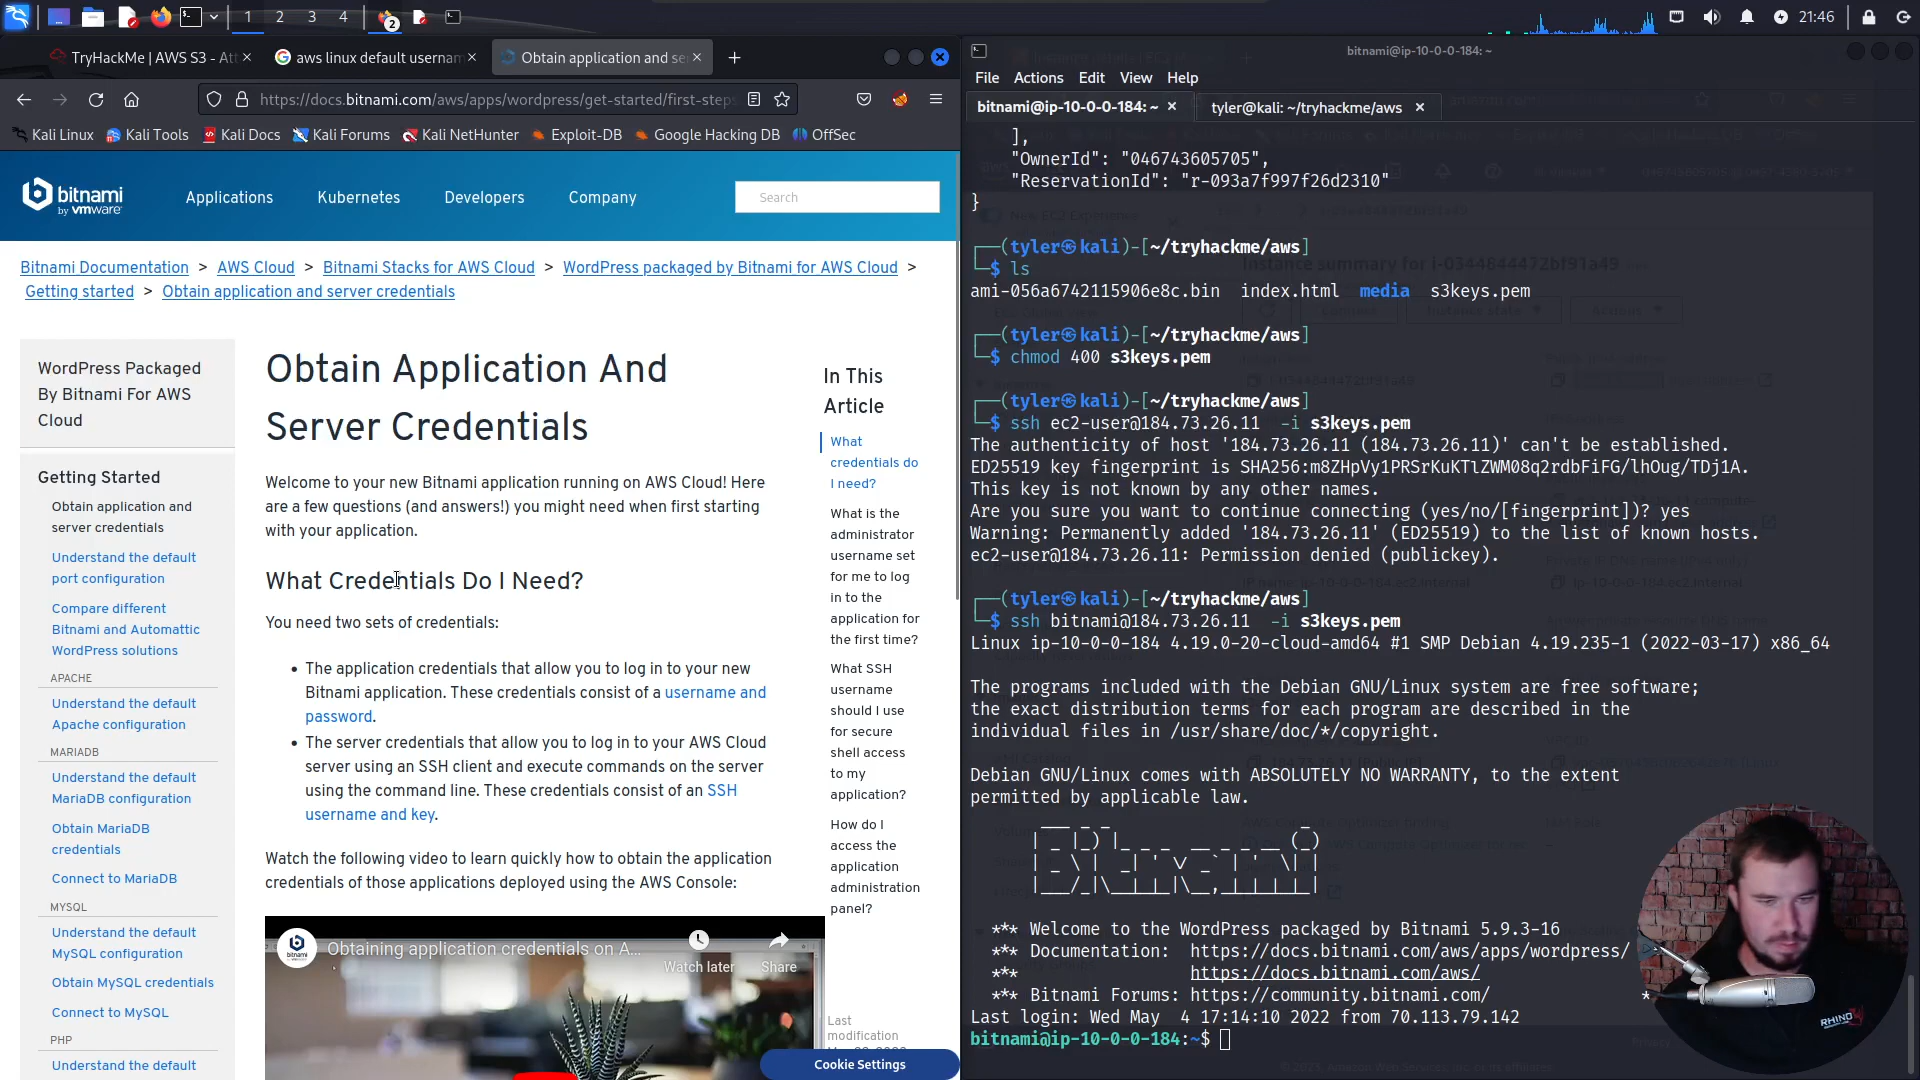 1 2 3 4
2
21:46
TryHackMe | AWS S3 - Att
aws linux default usernam
Obtain application and se
https://docs.bitnami.com/aws/apps/wordpress/get-started/first-steps
Kali Linux
Kali Tools
Kali Docs
Kali Forums
Kali NetHunter
Exploit-DB
Google Hacking DB
OffSec
bitnami
by vmware
Applications
Kubernetes
Developers
Company
Search
Bitnami Documentation > AWS Cloud > Bitnami Stacks for AWS Cloud > WordPress packaged by Bitnami for AWS Cloud >
Getting started > Obtain application and server credentials
WordPress Packaged
By Bitnami For AWS
Cloud
Getting Started
Obtain application and
server credentials
Understand the default
port configuration
Compare different
Bitnami and Automattic
WordPress solutions
APACHE
Understand the default
Apache configuration
MARIADB
Understand the default
MariaDB configuration
Obtain MariaDB
credentials
Connect to MariaDB
MYSQL
Understand the default
MySQL configuration
Obtain MySQL credentials
Connect to MySQL
PHP
Understand the default
Obtain Application And
Server Credentials
Welcome to your new Bitnami application running on AWS Cloud! Here
are a few questions (and answers!) you might need when first starting
with your application.
What Credentials Do I Need?
You need two sets of credentials:
The application credentials that allow you to log in to your new
Bitnami application. These credentials consist of a username and
password.
The server credentials that allow you to log in to your AWS Cloud
server using an SSH client and execute commands on the server
using the command line. These credentials consist of an SSH
username and key.
Watch the following video to learn quickly how to obtain the application
credentials of those applications deployed using the AWS Console:
Obtaining application credentials on A...
Watch later
Share
In This
Article
What
credentials do
I need?
What is the
administrator
username set
for me to log
in to the
application for
the first time?
What SSH
username
should I use
for secure
shell access
to my
application?
How do I
access the
application
administration
panel?
Last
modification
Cookie Settings
bitnami@ip-10-0-0-184: ~
File Actions Edit View Help
bitnami@ip-10-0-0-184: ~
tyler@kali: ~/tryhackme/aws
],
"OwnerId": "046743605705",
"ReservationId": "r-093a7f997f26d2310"
}
┌──(tyler㉿kali)-[~/tryhackme/aws]
└─$ ls
ami-056a6742115906e8c.bin index.html media s3keys.pem
┌──(tyler㉿kali)-[~/tryhackme/aws]
└─$ chmod 400 s3keys.pem
┌──(tyler㉿kali)-[~/tryhackme/aws]
└─$ ssh ec2-user@184.73.26.11 -i s3keys.pem
The authenticity of host '184.73.26.11 (184.73.26.11)' can't be established.
ED25519 key fingerprint is SHA256:m8ZHpVy1PRSrKuKTlZWM08q2rdbFiFG/lhOug/TDj1A.
This key is not known by any other names.
Are you sure you want to continue connecting (yes/no/[fingerprint])? yes
Warning: Permanently added '184.73.26.11' (ED25519) to the list of known hosts.
ec2-user@184.73.26.11: Permission denied (publickey).
┌──(tyler㉿kali)-[~/tryhackme/aws]
└─$ ssh bitnami@184.73.26.11 -i s3keys.pem
Linux ip-10-0-0-184 4.19.0-20-cloud-amd64 #1 SMP Debian 4.19.235-1 (2022-03-17) x86_64
The programs included with the Debian GNU/Linux system are free software;
the exact distribution terms for each program are described in the
individual files in /usr/share/doc/*/copyright.
Debian GNU/Linux comes with ABSOLUTELY NO WARRANTY, to the extent
permitted by applicable law.
*** Welcome to the WordPress packaged by Bitnami 5.9.3-16
*** Documentation: https://docs.bitnami.com/aws/apps/wordpress/
*** https://docs.bitnami.com/aws/
*** Bitnami Forums: https://community.bitnami.com/
Last login: Wed May 4 17:14:10 2022 from 70.113.79.142
bitnami@ip-10-0-0-184:~$
RHINO